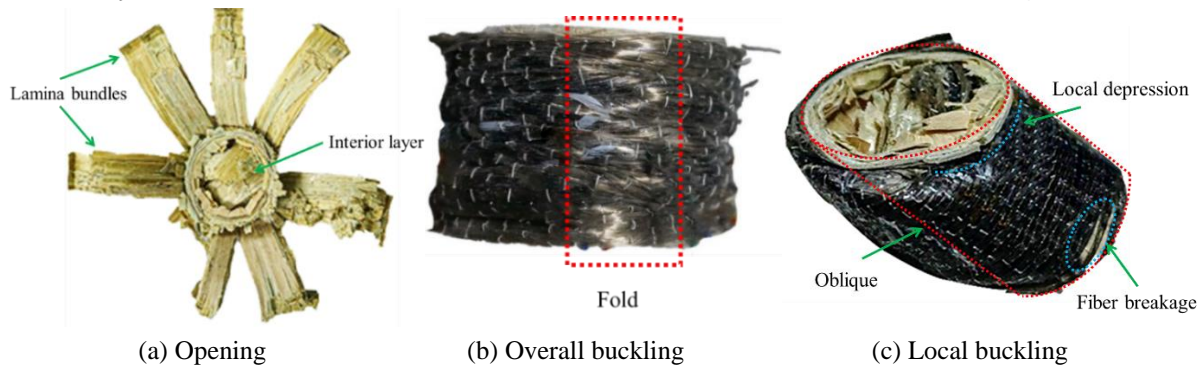 Lamina bundles
Interior layer
(a) Opening
Fold
(b) Overall buckling
Local depression
Oblique
Fiber breakage
(c) Local buckling